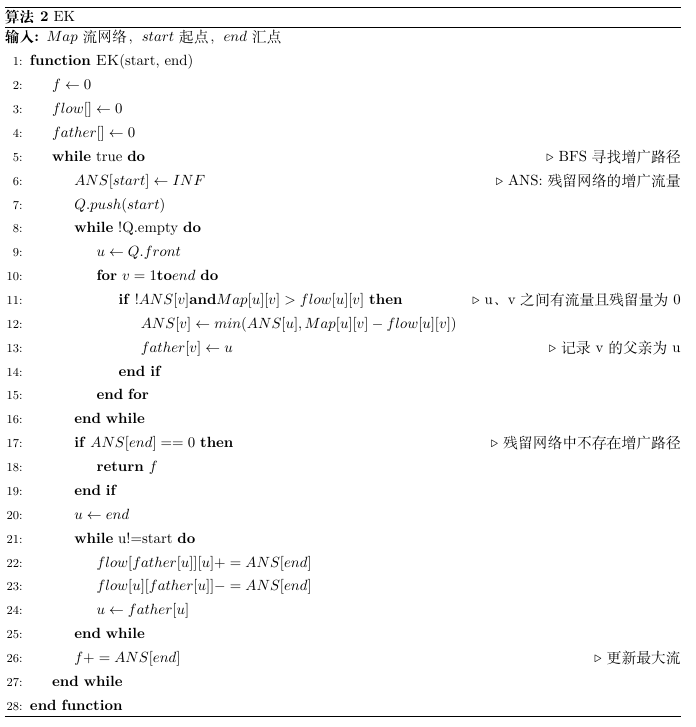 算法 2 EK
输入: Map 流网络, start 起点, end 汇点
1: function EK(start, end)
2: f ← 0
3: flow[] ← 0
4: father[] ← 0
5: while true do ▷ BFS 寻找增广路径
6: ANS[start] ← INF ▷ ANS: 残留网络的增广流量
7: Q.push(start)
8: while !Q.empty do
9: u ← Q.front
10: for v = 1toend do
11: if !ANS[v]andMap[u][v] > flow[u][v] then ▷ u、v 之间有流量且残留量为 0
12: ANS[v] ← min(ANS[u], Map[u][v] − flow[u][v])
13: father[v] ← u ▷ 记录 v 的父亲为 u
14: end if
15: end for
16: end while
17: if ANS[end] == 0 then ▷ 残留网络中不存在增广路径
18: return f
19: end if
20: u ← end
21: while u!=start do
22: flow[father[u]][u]+ = ANS[end]
23: flow[u][father[u]]− = ANS[end]
24: u ← father[u]
25: end while
26: f+ = ANS[end] ▷ 更新最大流
27: end while
28: end function